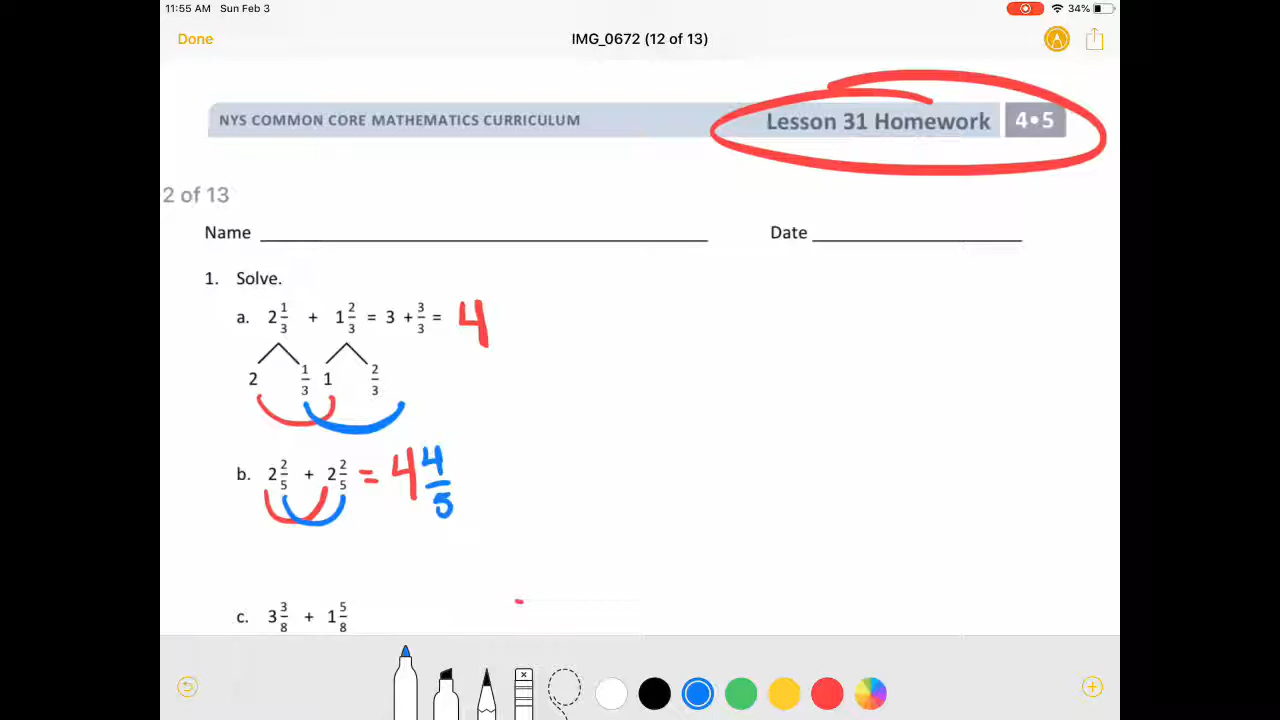 11:55 AM Sun Feb 3
34%
Done
IMG_0672 (12 of 13)
NYS COMMON CORE MATHEMATICS CURRICULUM Lesson 31 Homework 4•5
2 of 13
Name ____________ Date ____________
1. Solve.
a. 2 1/3 + 1 2/3 = 3 + 3/3 = 4
2 1/3 1 2/3
b. 2 2/5 + 2 2/5 = 4 4/5
c. 3 3/8 + 1 5/8